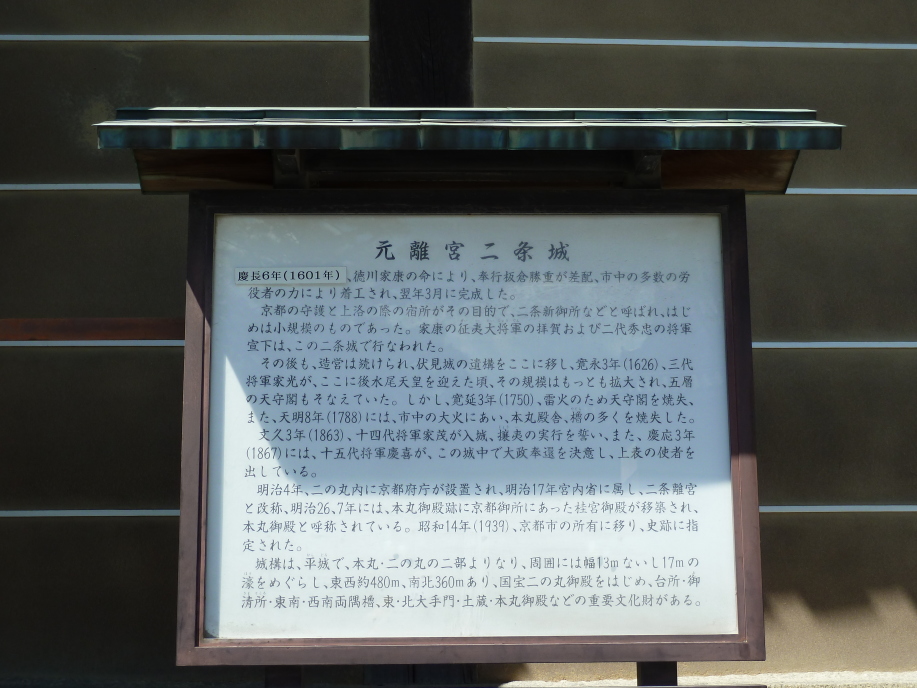 元離宮二条城
慶長6年(1601年)、徳川家康の命により、奉行板倉勝重が差配、市中の多数の労
役者の力により着工され、翌年3月に完成した。
京都の守護と上洛の際の宿所がその目的で、二条新御所などと呼ばれ、はじ
めは小規模のものであった。家康の征夷大将軍の拝賀および二代秀忠の将軍
宣下は、この二条城で行なわれた。
その後も、造営は続けられ、伏見城の遺構をここに移し、寛永3年(1626)、三代
将軍家光が、ここに後水尾天皇を迎えた頃、その規模はもっとも拡大され、五層
の天守閣もそなえていた。しかし、寛延3年(1750)、雷火のため天守閣を焼失、
また、天明8年(1788)には、市中の大火にあい、本丸殿舎、櫓の多くを焼失した。
文久3年(1863)、十四代将軍家茂が入城、攘夷の実行を誓い、また、慶応3年
(1867)には、十五代将軍慶喜が、この城中で大政奉還を決意し、上表の使者を
出している。
明治4年、二の丸内に京都府庁が設置され、明治17年宮内省に属し、二条離宮
と改称、明治26、7年には、本丸御殿跡に京都御所にあった桂宮御殿が移築され、
本丸御殿と呼称されている。昭和14年(1939)、京都市の所有に移り、史跡に指
定された。
城構は、平城で、本丸・二の丸の二部よりなり、周囲には幅13mないし17mの
濠をめぐらし、東西約480m、南北360mあり、国宝二の丸御殿をはじめ、台所・御
清所・東南・西南両隅櫓、東・北大手門・土蔵・本丸御殿などの重要文化財がある。